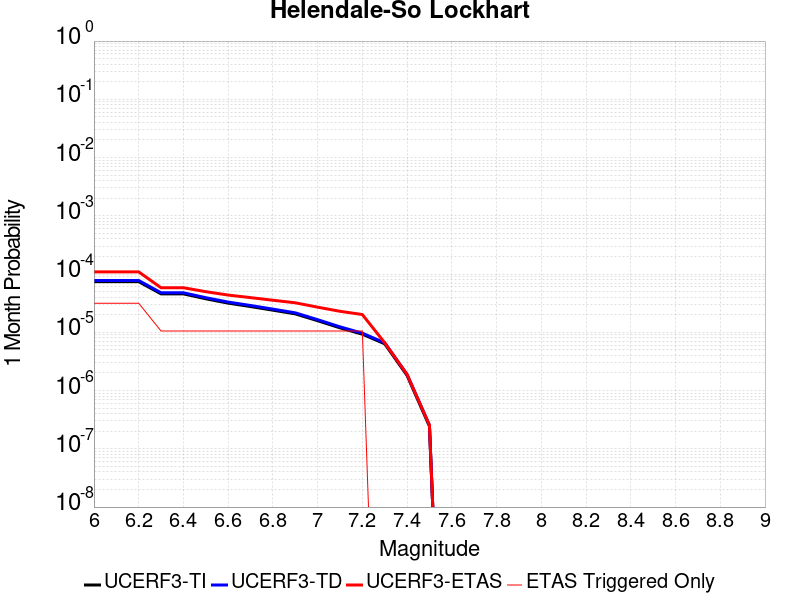 Helendale-So Lockhart
10^0
10^-1
10^-2
10^-3
10^-4
10^-5
10^-6
10^-7
10^-8
1 Month Probability
6 6.2 6.4 6.6 6.8 7 7.2 7.4 7.6 7.8 8 8.2 8.4 8.6 8.8 9
Magnitude
UCERF3-TI UCERF3-TD UCERF3-ETAS ETAS Triggered Only